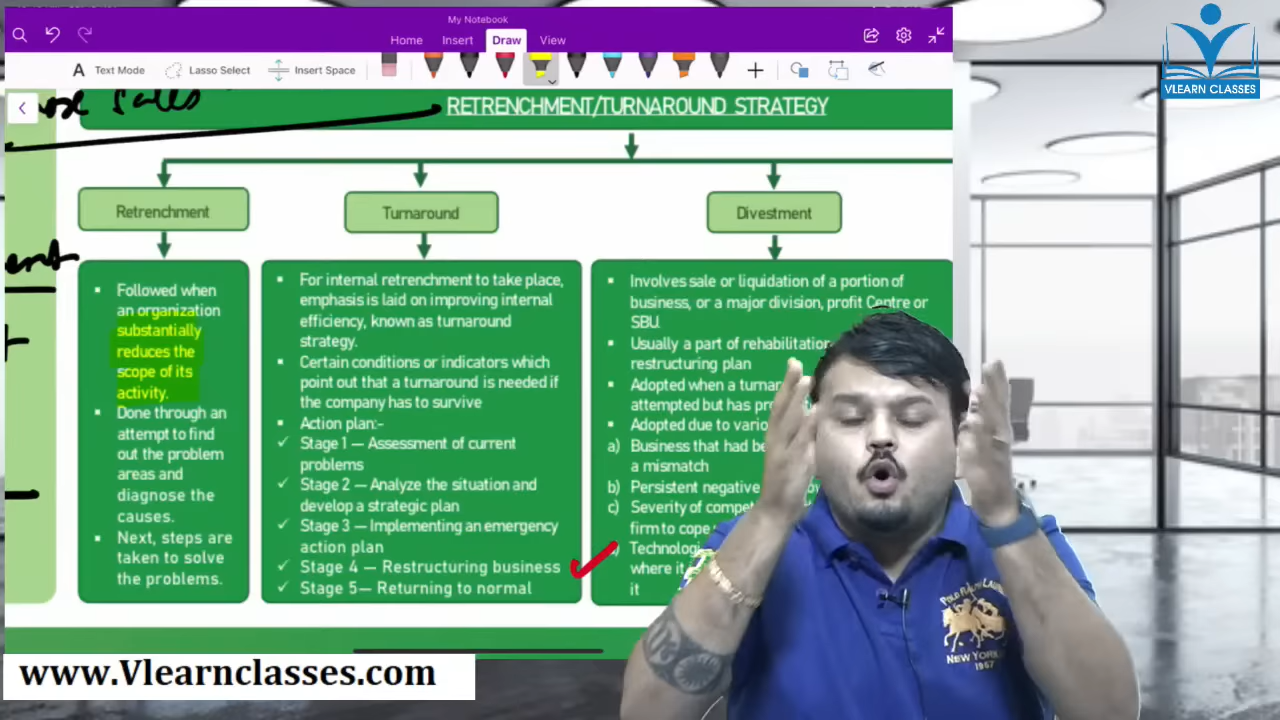 My Notebook
Home Insert Draw View
Text Mode Lasso Select Insert Space
VLEARN CLASSES
Sales
RETRENCHMENT/TURNAROUND STRATEGY
Retrenchment
Turnaround
Divestment
Followed when
an organization
substantially
reduces the
scope of its
activity.
Done through an
attempt to find
out the problem
areas and
diagnose the
causes.
Next, steps are
taken to solve
the problems.
For internal retrenchment to take place,
emphasis is laid on improving internal
efficiency, known as turnaround
strategy.
Certain conditions or indicators which
point out that a turnaround is needed if
the company has to survive
Action plan:-
✓ Stage 1 – Assessment of current
problems
✓ Stage 2 – Analyze the situation and
develop a strategic plan
✓ Stage 3 – Implementing an emergency
action plan
✓ Stage 4 – Restructuring business
✓ Stage 5– Returning to normal
Involves sale or liquidation of a portion of
business, or a major division, profit Centre or
SBU.
Usually a part of rehabilitation
restructuring plan
Adopted when a
attempted but has
Adopted due to
a) Business that had
a mismatch
b) Persistent negative
c) Severity of
firm to cope
where it
it
POLO RALPH LAUREN
NEW YORK
1967
www.Vlearnclasses.com